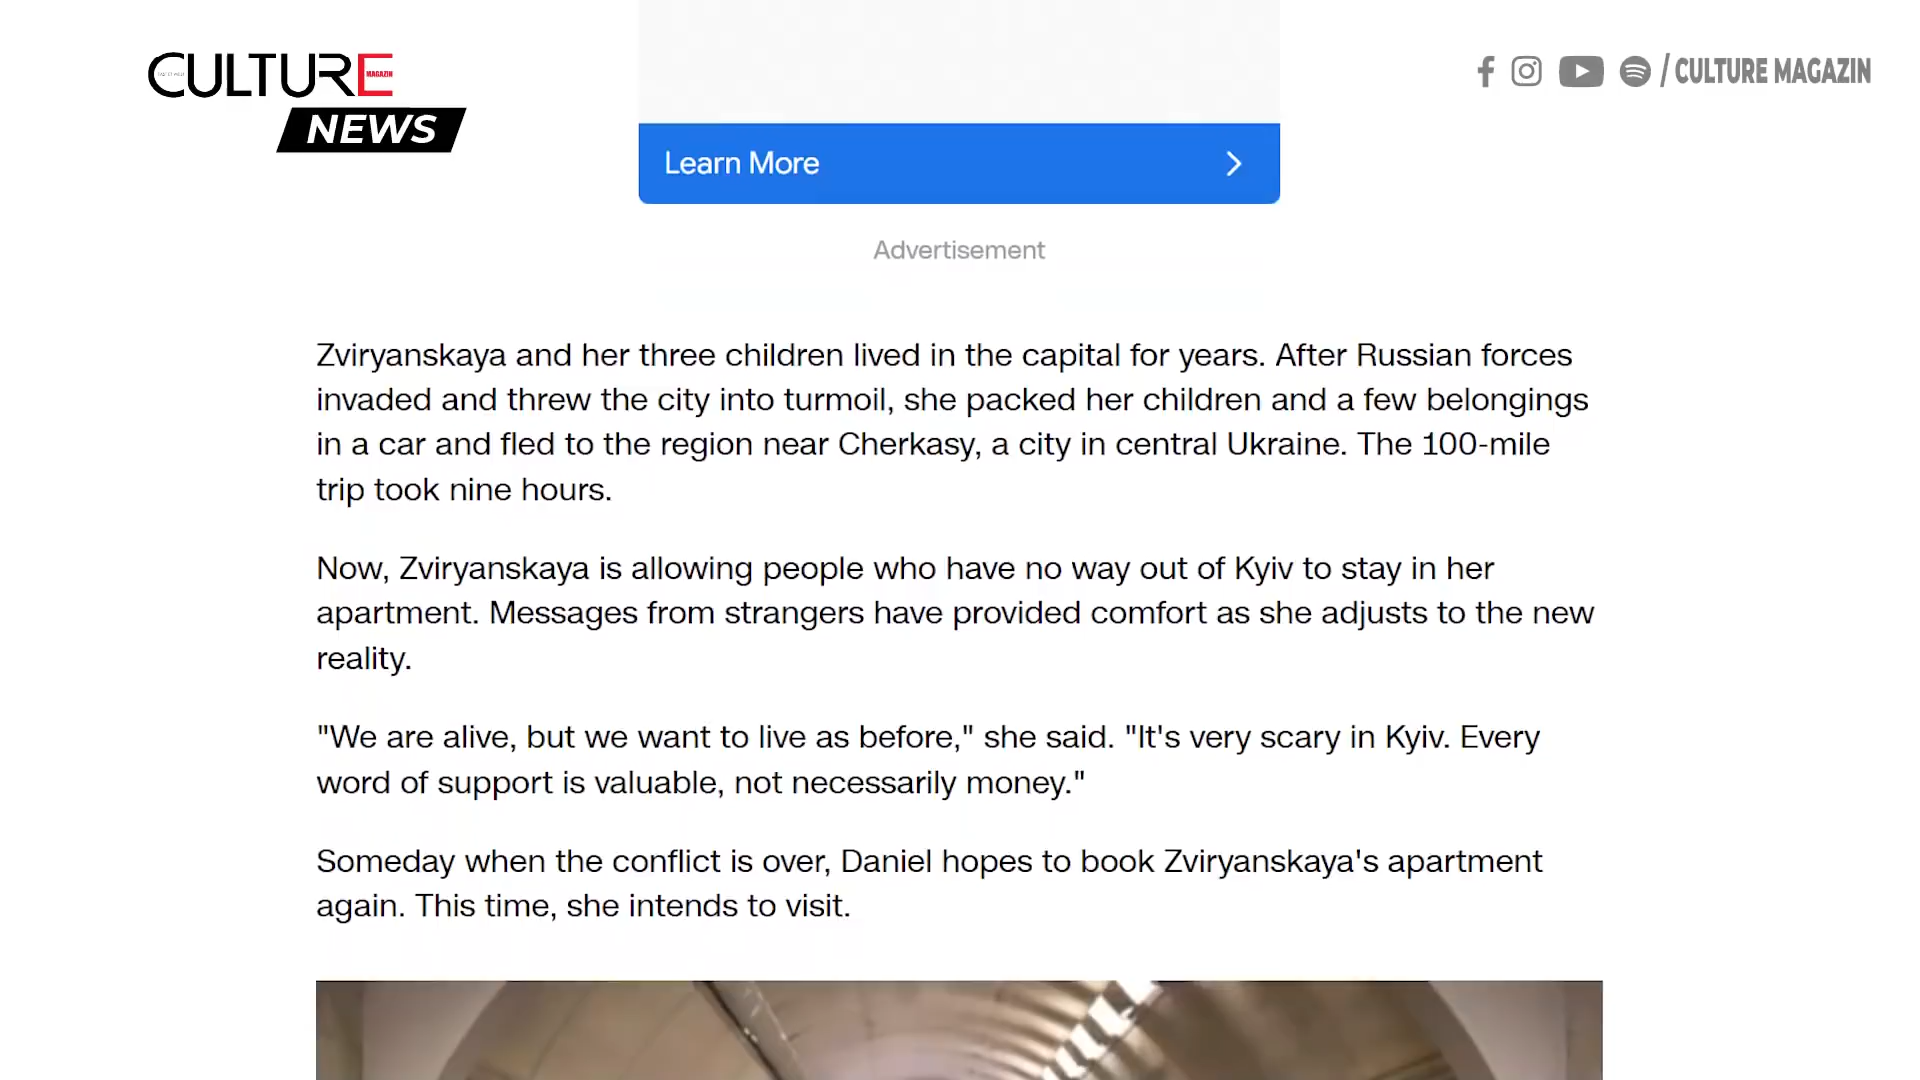 CULTURE
MAGAZIN
NEWS
/ CULTURE MAGAZIN
Learn More
Advertisement
Zviryanskaya and her three children lived in the capital for years. After Russian forces
invaded and threw the city into turmoil, she packed her children and a few belongings
in a car and fled to the region near Cherkasy, a city in central Ukraine. The 100-mile
trip took nine hours.
Now, Zviryanskaya is allowing people who have no way out of Kyiv to stay in her
apartment. Messages from strangers have provided comfort as she adjusts to the new
reality.
"We are alive, but we want to live as before," she said. "It's very scary in Kyiv. Every
word of support is valuable, not necessarily money."
Someday when the conflict is over, Daniel hopes to book Zviryanskaya's apartment
again. This time, she intends to visit.